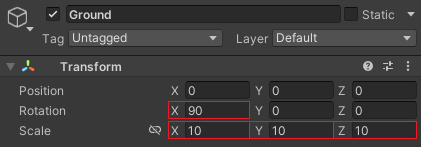 Ground Static
Tag Untagged Layer Default
Transform
Position X 0 Y 0 Z 0
Rotation X 90 Y 0 Z 0
Scale X 10 Y 10 Z 10